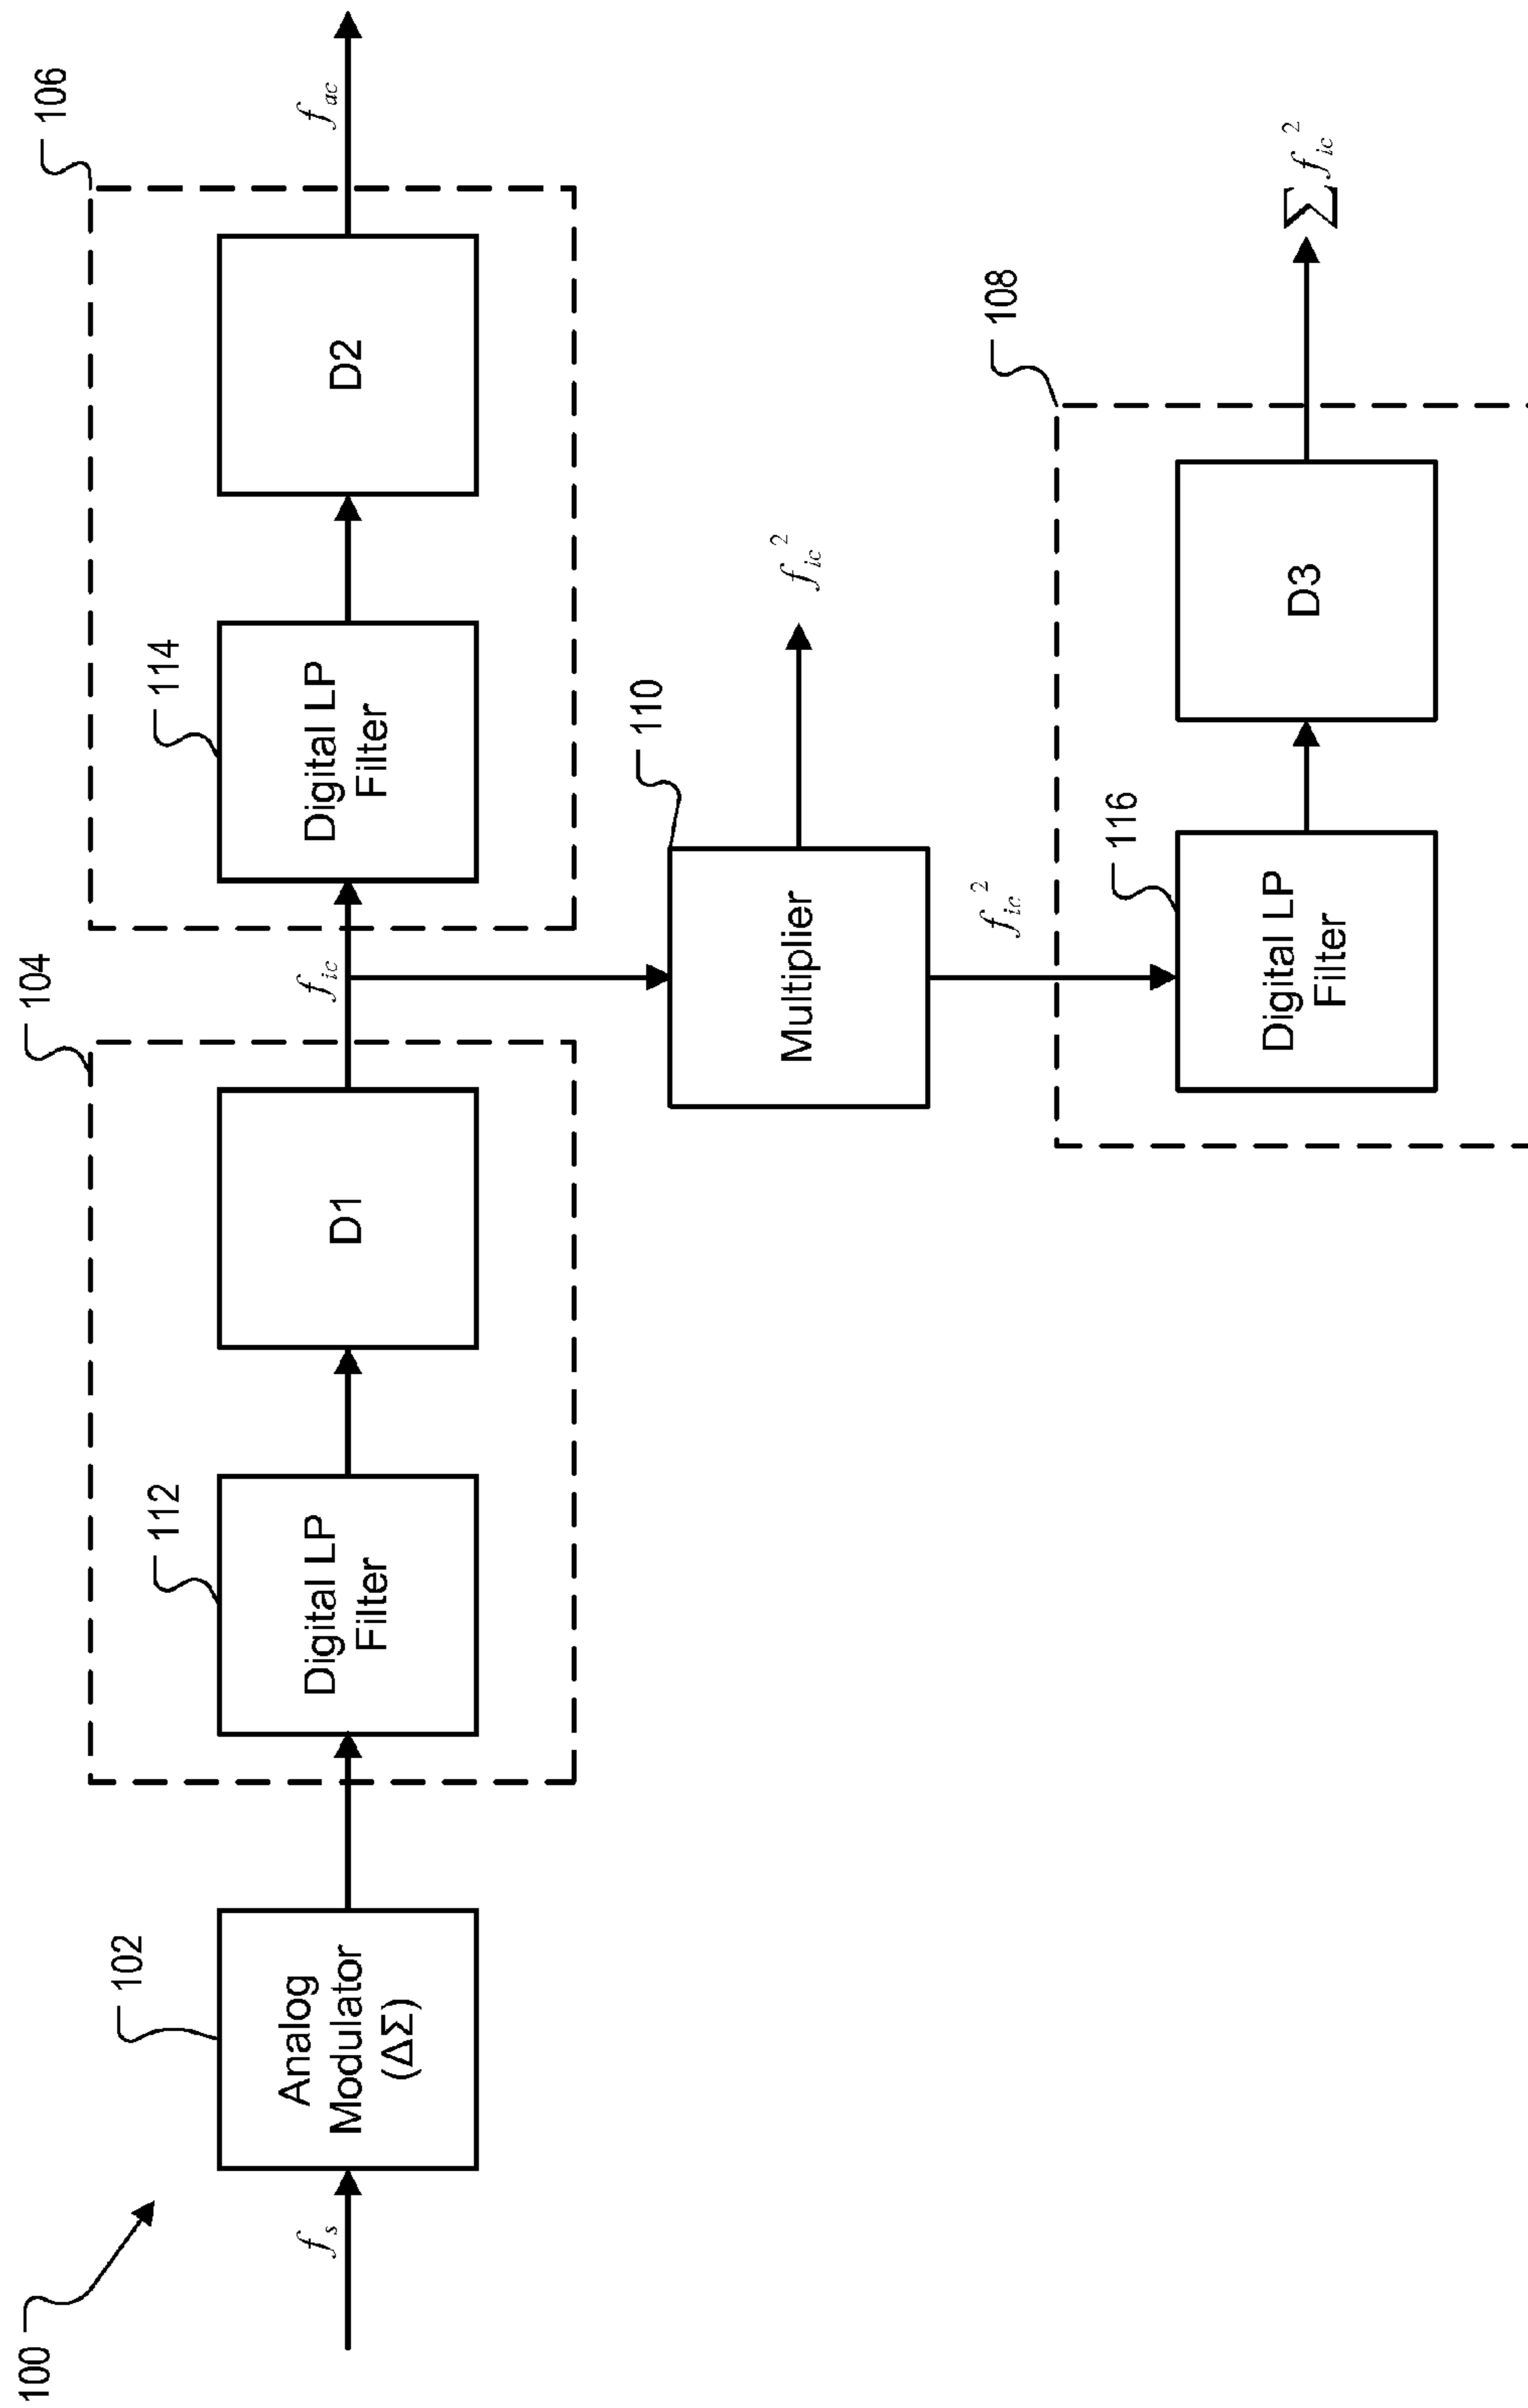 100
f_s
102
Analog
Modulator
(ΔΣ)
104
112
Digital LP
Filter
D1
f_ic
106
114
Digital LP
Filter
D2
f_ac
110
Multiplier
f_ic^2
f_ic^2
108
116
Digital LP
Filter
D3
∑ f_ic^2